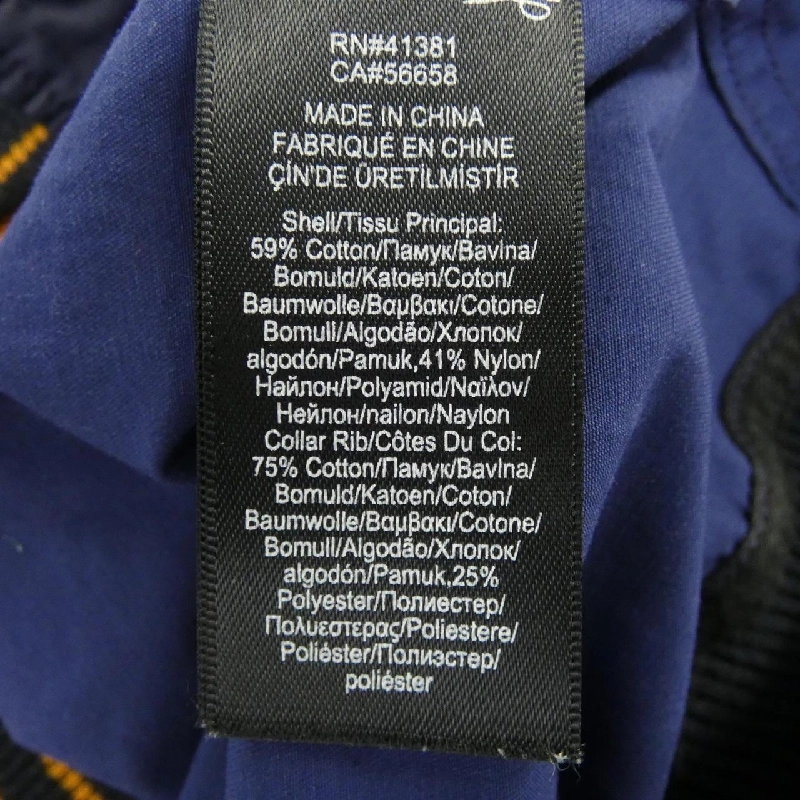 RN#41381
CA#56658
MADE IN CHINA
FABRIQUÉ EN CHINE
ÇİN'DE ÜRETİLMİŞTİR
Shell/Tissu Principal:
59% Cotton/Памук/Bavlna/
Bomuld/Katoen/Coton/
Baumwolle/Βαμβακι/Cotone/
Bomull/Algodão/Хлопок/
algodón/Pamuk,41% Nylon/
Найлон/Polyamid/Ναϊλον/
Нейлон/nailon/Naylon
Collar Rib/Côtes Du Col:
75% Cotton/Памук/Bavlna/
Bomuld/Katoen/Coton/
Baumwolle/Βαμβακι/Cotone/
Bomull/Algodão/Хлопок/
algodón/Pamuk,25%
Polyester/Полиестер/
Πολυεστερας/Poliestere/
Poliéster/Полиэстер/
poliéster